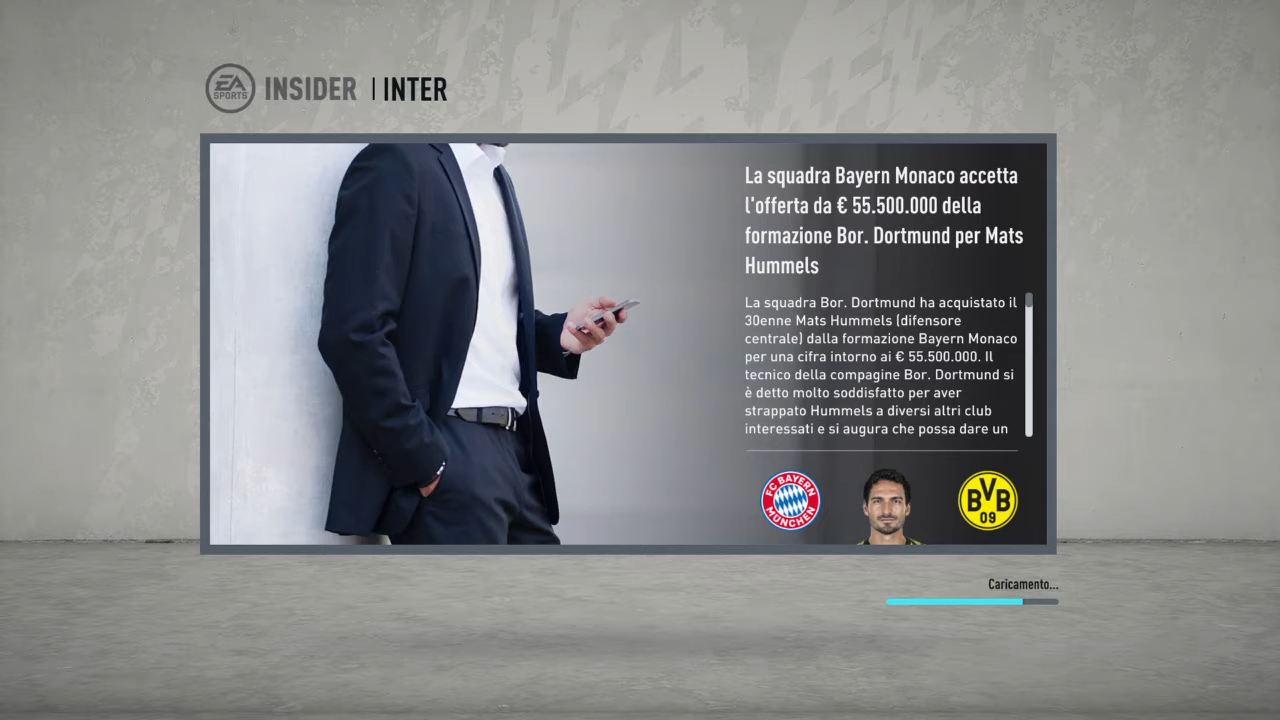 EA
SPORTS
INSIDER | INTER
La squadra Bayern Monaco accetta
l'offerta da € 55.500.000 della
formazione Bor. Dortmund per Mats
Hummels
La squadra Bor. Dortmund ha acquistato il
30enne Mats Hummels (difensore
centrale) dalla formazione Bayern Monaco
per una cifra intorno ai € 55.500.000. Il
tecnico della compagine Bor. Dortmund si
è detto molto soddisfatto per aver
strappato Hummels a diversi altri club
interessati e si augura che possa dare un
FC BAYERN
MÜNCHEN
BVB
09
Caricamento...